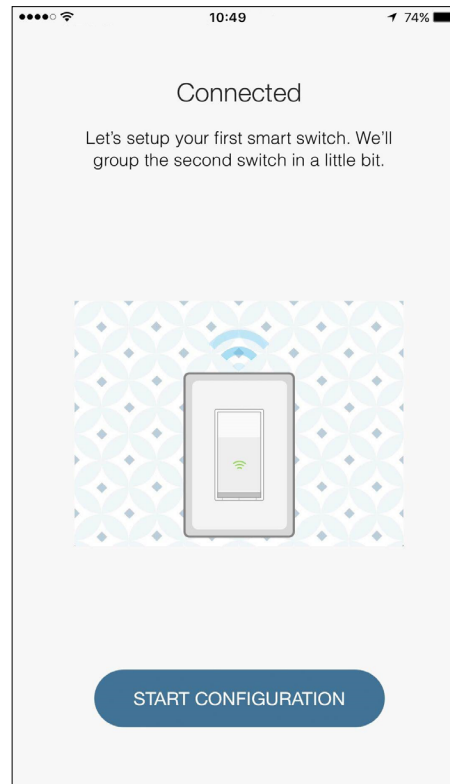 10:49 74%
Connected
Let's setup your first smart switch. We'll
group the second switch in a little bit.
START CONFIGURATION